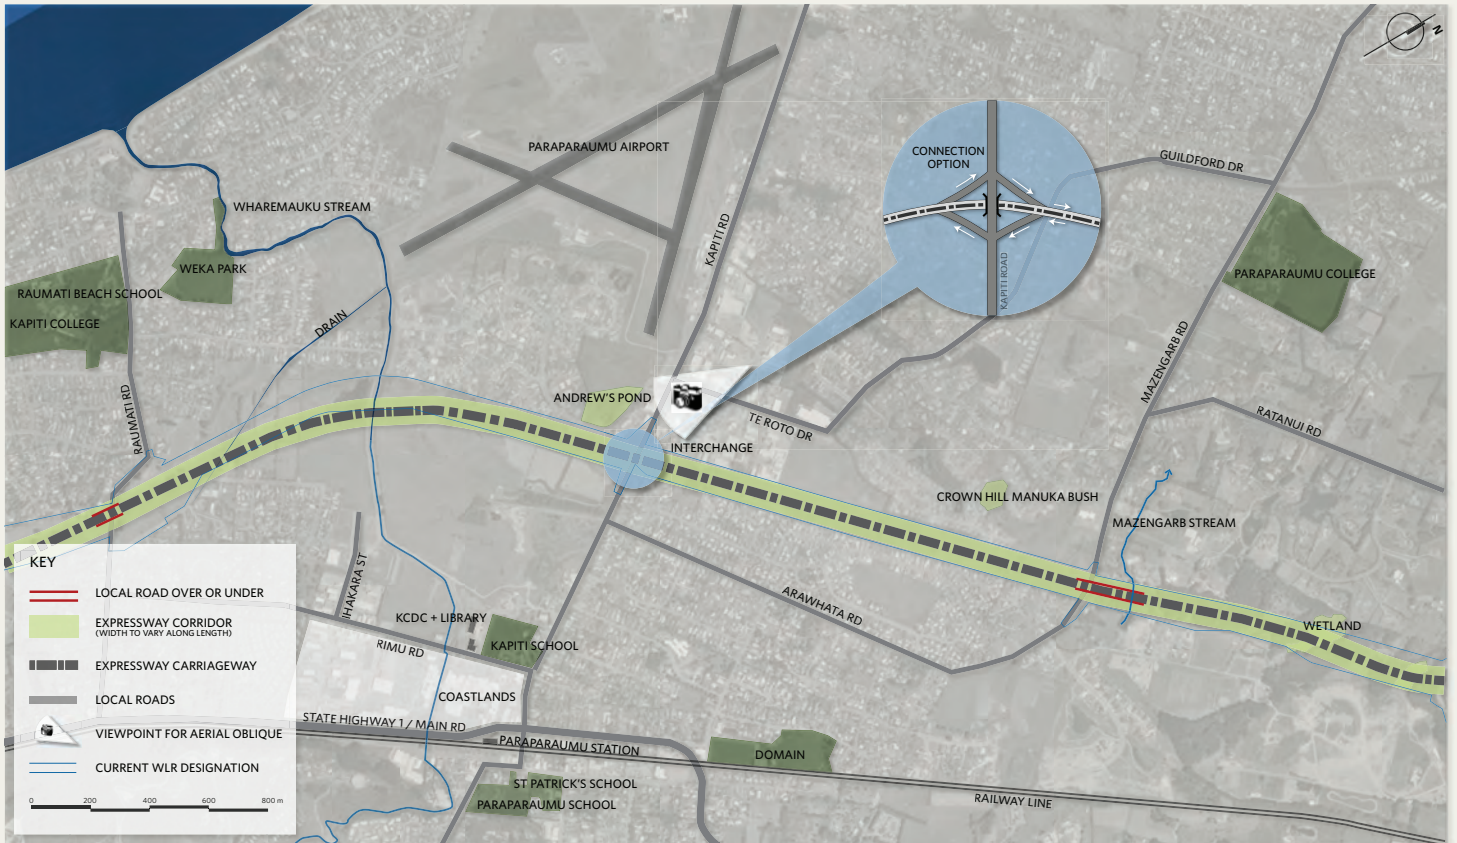 N
PARAPARAUMU AIRPORT
CONNECTION
OPTION
GUILDFORD DR
WHAREMAUKU STREAM
KAPITI RD
WEKA PARK
KAPITI ROAD
PARAPARAUMU COLLEGE
RAUMATI BEACH SCHOOL
KAPITI COLLEGE
DRAIN
MAZENGARB RD
ANDREW'S POND
RAUMATI RD
TE ROTO DR
RATANUI RD
INTERCHANGE
CROWN HILL MANUKA BUSH
MAZENGARB STREAM
IHAKARA ST
ARAWHATA RD
KCDC + LIBRARY
WETLAND
RIMU RD
KAPITI SCHOOL
COASTLANDS
STATE HIGHWAY 1 / MAIN RD
PARAPARAUMU STATION
DOMAIN
ST PATRICK'S SCHOOL
PARAPARAUMU SCHOOL
RAILWAY LINE
KEY
LOCAL ROAD OVER OR UNDER
EXPRESSWAY CORRIDOR
(WIDTH TO VARY ALONG LENGTH)
EXPRESSWAY CARRIAGEWAY
LOCAL ROADS
VIEWPOINT FOR AERIAL OBLIQUE
CURRENT WLR DESIGNATION
0 200 400 600 800 m